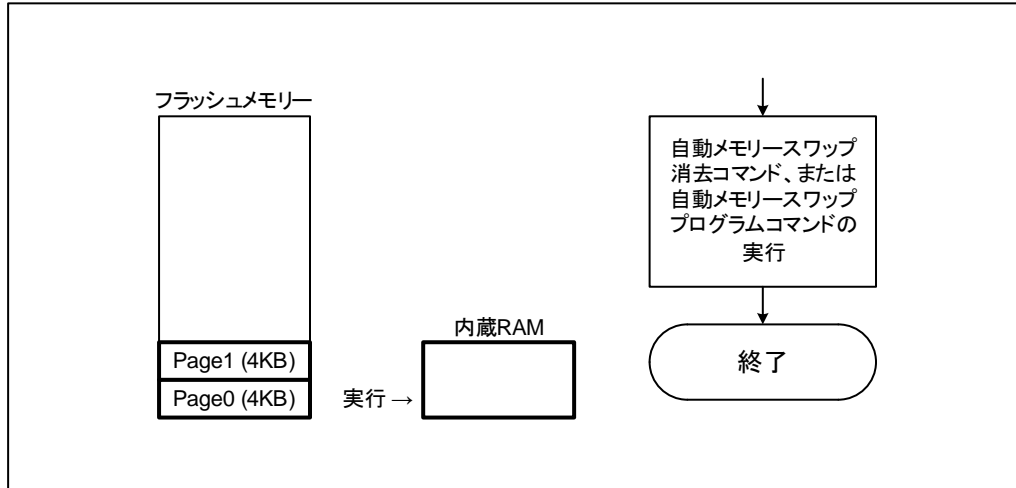 フラッシュメモリー
Page1 (4KB)
Page0 (4KB)
内蔵RAM
実行 →
自動メモリースワップ
消去コマンド、または
自動メモリースワップ
プログラムコマンドの
実行
終了